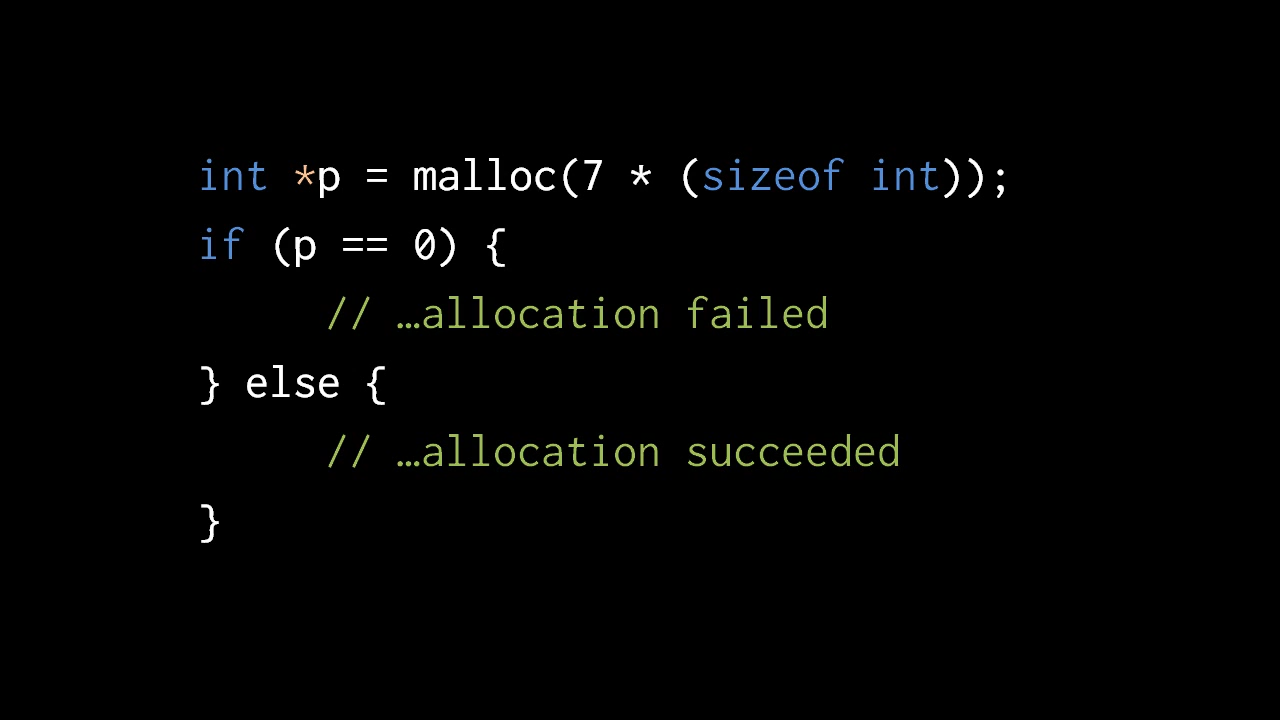 int *p = malloc(7 * (sizeof int));
if (p == 0) {
// …allocation failed
} else {
// …allocation succeeded
}